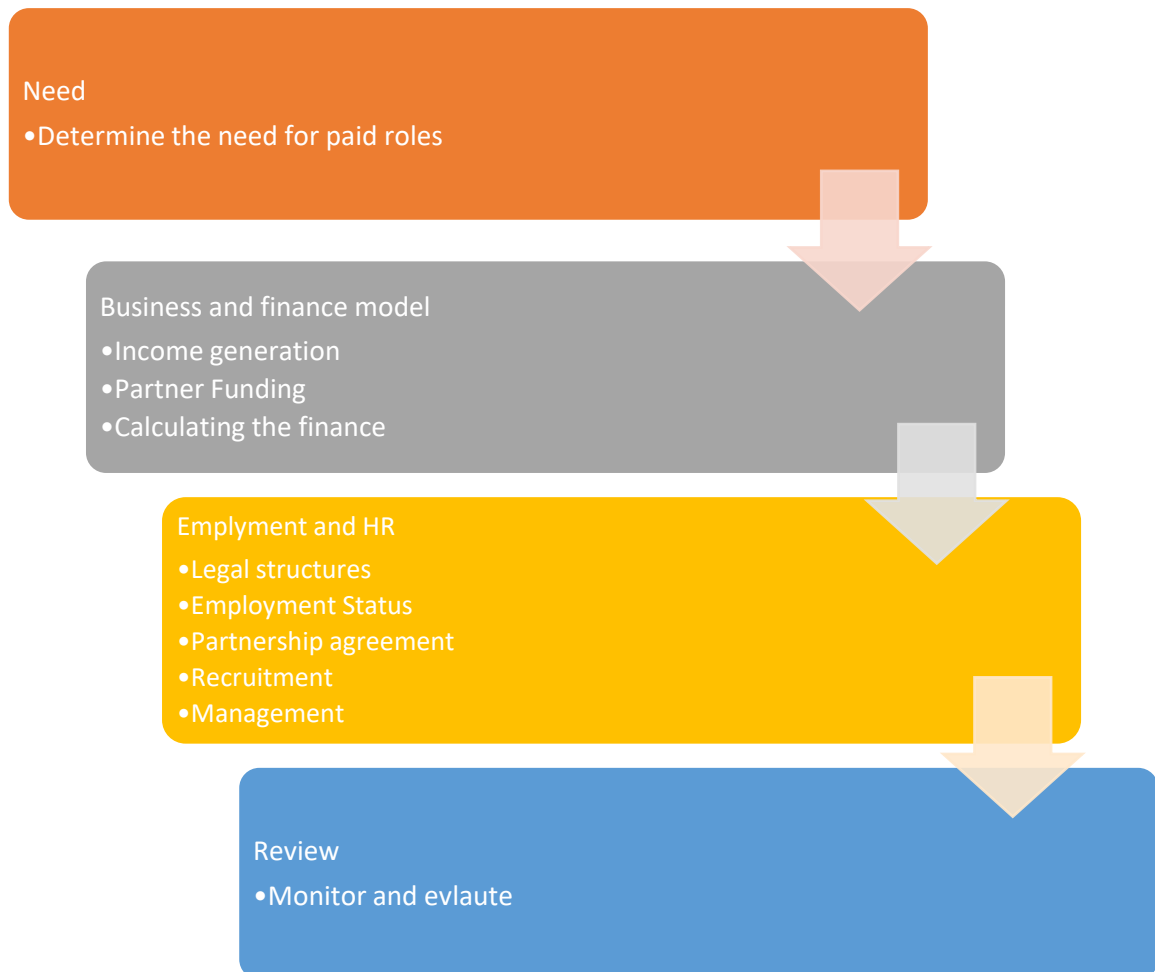 Need
•Determine the need for paid roles
Business and finance model
•Income generation
•Partner Funding
•Calculating the finance
Emplyment and HR
•Legal structures
•Employment Status
•Partnership agreement
•Recruitment
•Management
Review
•Monitor and evlaute